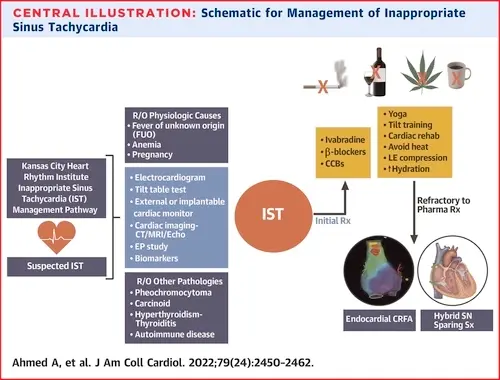 CENTRAL ILLUSTRATION: Schematic for Management of Inappropriate
Sinus Tachycardia
Kansas City Heart
Rhythm Institute
Inappropriate Sinus
Tachycardia (IST)
Management Pathway
Suspected IST
R/O Physiologic Causes
• Fever of unknown origin
(FUO)
• Anemia
• Pregnancy
• Electrocardiogram
• Tilt table test
• External or implantable
cardiac monitor
• Cardiac imaging-
CT/MRI/Echo
• EP study
• Biomarkers
R/O Other Pathologies
• Pheochromocytoma
• Carcinoid
• Hyperthyroidism-
Thyroiditis
• Autoimmune disease
IST
Initial Rx
X
X
X
X
• Ivabradine
• β-blockers
• CCBs
• Yoga
• Tilt training
• Cardiac rehab
• Avoid heat
• LE compression
• ↑Hydration
Refractory to
Pharma Rx
Endocardial CRFA
Hybrid SN
Sparing Sx
Ahmed A, et al. J Am Coll Cardiol. 2022;79(24):2450–2462.